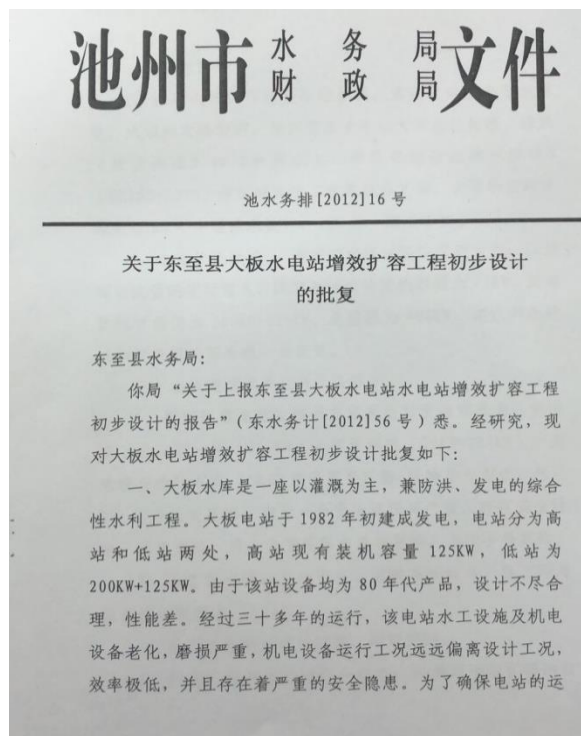 池州市水务局文件
财政局
池水务排[2012]16号
关于东至县大板水电站增效扩容工程初步设计
的批复
东至县水务局：
你局“关于上报东至县大板水电站水电站增效扩容工程
初步设计的报告”（东水务计[2012]56号）悉。经研究，现
对大板水电站增效扩容工程初步设计批复如下：
一、大板水库是一座以灌溉为主，兼防洪、发电的综合
性水利工程。大板电站于1982年初建成发电，电站分为高
站和低站两处，高站现有装机容量125KW，低站为
200KW+125KW。由于该站设备均为80年代产品，设计不尽合
理，性能差。经过三十多年的运行，该电站水工设施及机电
设备老化，磨损严重，机电设备运行工况远远偏离设计工况，
效率极低，并且存在着严重的安全隐患。为了确保电站的运